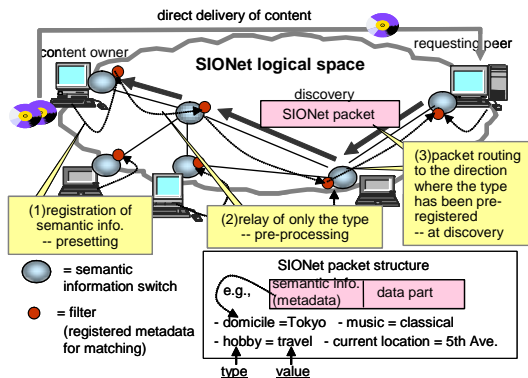 direct delivery of content
content owner
requesting peer
SIONet logical space
discovery
SIONet packet
(1)registration of
semantic info.
-- presetting
(2)relay of only the type
-- pre-processing
(3)packet routing
to the direction
where the type
has been pre-
registered
-- at discovery
= semantic
information switch
= filter
(registered metadata
for matching)
SIONet packet structure
e.g.,
semantic info.
(metadata)
data part
- domicile =Tokyo - music = classical
- hobby = travel - current location = 5th Ave.
type value